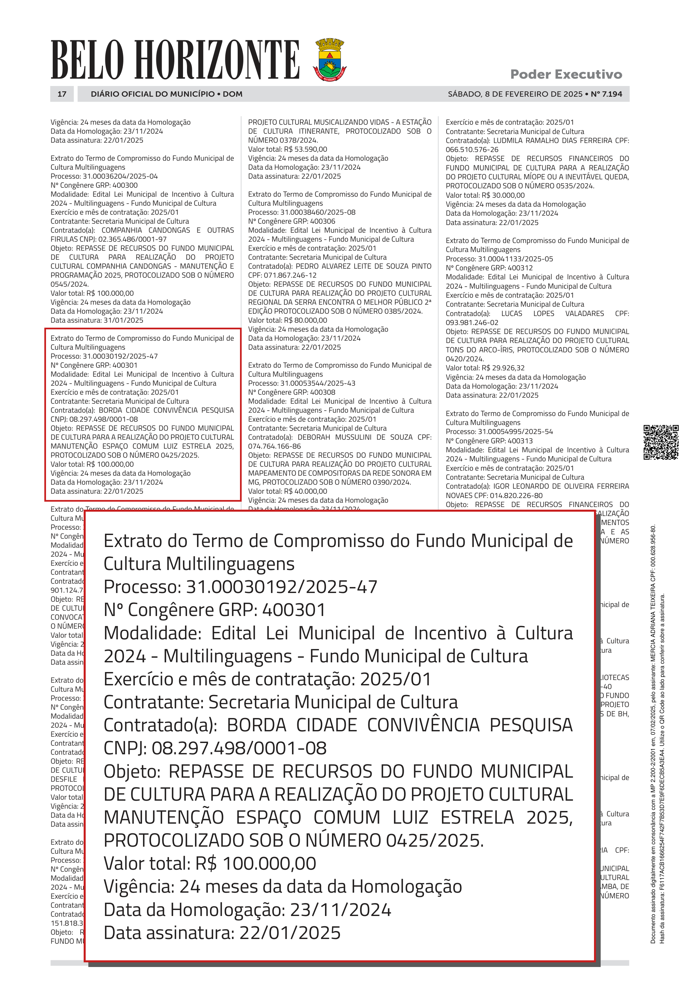 BELO HORIZONTE
Poder Executivo
17 DIÁRIO OFICIAL DO MUNICÍPIO • DOM SÁBADO, 8 DE FEVEREIRO DE 2025 • Nº 7.194
Vigência: 24 meses da data da Homologação
Data da Homologação: 23/11/2024
Data assinatura: 22/01/2025
Extrato do Termo de Compromisso do Fundo Municipal de
Cultura Multilinguagens
Processo: 31.00036204/2025-04
Nº Congênere GRP: 400300
Modalidade: Edital Lei Municipal de Incentivo à Cultura
2024 - Multilinguagens - Fundo Municipal de Cultura
Exercício e mês de contratação: 2025/01
Contratante: Secretaria Municipal de Cultura
Contratado(a): COMPANHIA CANDONGAS E OUTRAS
FIRULAS CNPJ: 02.365.486/0001-97
Objeto: REPASSE DE RECURSOS DO FUNDO MUNICIPAL
DE CULTURA PARA REALIZAÇÃO DO PROJETO
CULTURAL COMPANHIA CANDONGAS - MANUTENÇÃO E
PROGRAMAÇÃO 2025, PROTOCOLIZADO SOB O NÚMERO
0545/2024.
Valor total: R$ 100.000,00
Vigência: 24 meses da data da Homologação
Data da Homologação: 23/11/2024
Data assinatura: 31/01/2025
Extrato do Termo de Compromisso do Fundo Municipal de
Cultura Multilinguagens
Processo: 31.00030192/2025-47
Nº Congênere GRP: 400301
Modalidade: Edital Lei Municipal de Incentivo à Cultura
2024 - Multilinguagens - Fundo Municipal de Cultura
Exercício e mês de contratação: 2025/01
Contratante: Secretaria Municipal de Cultura
Contratado(a): BORDA CIDADE CONVIVÊNCIA PESQUISA
CNPJ: 08.297.498/0001-08
Objeto: REPASSE DE RECURSOS DO FUNDO MUNICIPAL
DE CULTURA PARA A REALIZAÇÃO DO PROJETO CULTURAL
MANUTENÇÃO ESPAÇO COMUM LUIZ ESTRELA 2025,
PROTOCOLIZADO SOB O NÚMERO 0425/2025.
Valor total: R$ 100.000,00
Vigência: 24 meses da data da Homologação
Data da Homologação: 23/11/2024
Data assinatura: 22/01/2025
Extrato do Termo de Compromisso do Fundo Municipal de
Cultura
Processo:
Nº
2024 -
Exercício e
901.124.7
Objeto:
DE
O
Valor total
Vigência:
Data da
Data
Extrato do
Cultura
Processo:
Nº
2024 -
Exercício e
Objeto:
DE
DESFILE
Valor total
Vigência:
Data da
Data
Extrato do
Cultura
Processo:
Nº
2024 -
Exercício e
151.818.3
Objeto:
FUNDO
PROJETO CULTURAL MUSICALIZANDO VIDAS - A ESTAÇÃO
DE CULTURA ITINERANTE, PROTOCOLIZADO SOB O
NÚMERO 0378/2024.
Valor total: R$ 53.590,00
Vigência: 24 meses da data da Homologação
Data da Homologação: 23/11/2024
Data assinatura: 22/01/2025
Extrato do Termo de Compromisso do Fundo Municipal de
Cultura Multilinguagens
Processo: 31.00038460/2025-08
Nº Congênere GRP: 400306
Modalidade: Edital Lei Municipal de Incentivo à Cultura
2024 - Multilinguagens - Fundo Municipal de Cultura
Exercício e mês de contratação: 2025/01
Contratante: Secretaria Municipal de Cultura
Contratado(a): PEDRO ALVAREZ LEITE DE SOUZA PINTO
CPF: 071.867.246-12
Objeto: REPASSE DE RECURSOS DO FUNDO MUNICIPAL
DE CULTURA PARA REALIZAÇÃO DO PROJETO CULTURAL
REGIONAL DA SERRA ENCONTRA O MELHOR PÚBLICO 2ª
EDIÇÃO PROTOCOLIZADO SOB O NÚMERO 0385/2024.
Valor total: R$ 80.000,00
Vigência: 24 meses da data da Homologação
Data da Homologação: 23/11/2024
Data assinatura: 22/01/2025
Extrato do Termo de Compromisso do Fundo Municipal de
Cultura Multilinguagens
Processo: 31.00053544/2025-43
Nº Congênere GRP: 400308
Modalidade: Edital Lei Municipal de Incentivo à Cultura
2024 - Multilinguagens - Fundo Municipal de Cultura
Exercício e mês de contratação: 2025/01
Contratante: Secretaria Municipal de Cultura
Contratado(a): DEBORAH MUSSULINI DE SOUZA CPF:
074.764.166-86
Objeto: REPASSE DE RECURSOS DO FUNDO MUNICIPAL
DE CULTURA PARA REALIZAÇÃO DO PROJETO CULTURAL
MAPEAMENTO DE COMPOSITORAS DA REDE SONORA EM
MG, PROTOCOLIZADO SOB O NÚMERO 0390/2024.
Valor total: R$ 40.000,00
Vigência: 24 meses da data da Homologação
Data da Homologação: 23/11/2024
Exercício e mês de contratação: 2025/01
Contratante: Secretaria Municipal de Cultura
Contratado(a): LUDMILA RAMALHO DIAS FERREIRA CPF:
066.510.576-26
Objeto: REPASSE DE RECURSOS FINANCEIROS DO
FUNDO MUNICIPAL DE CULTURA PARA A REALIZAÇÃO
DO PROJETO CULTURAL MÍOPE OU A INEVITÁVEL QUEDA,
PROTOCOLIZADO SOB O NÚMERO 0535/2024.
Valor total: R$ 30.000,00
Vigência: 24 meses da data da Homologação
Data da Homologação: 23/11/2024
Data assinatura: 22/01/2025
Extrato do Termo de Compromisso do Fundo Municipal de
Cultura Multilinguagens
Processo: 31.00041133/2025-05
Nº Congênere GRP: 400312
Modalidade: Edital Lei Municipal de Incentivo à Cultura
2024 - Multilinguagens - Fundo Municipal de Cultura
Exercício e mês de contratação: 2025/01
Contratante: Secretaria Municipal de Cultura
Contratado(a): LUCAS LOPES VALADARES CPF:
093.981.246-02
Objeto: REPASSE DE RECURSOS DO FUNDO MUNICIPAL
DE CULTURA PARA REALIZAÇÃO DO PROJETO CULTURAL
TONS DO ARCO-ÍRIS, PROTOCOLIZADO SOB O NÚMERO
0420/2024.
Valor total: R$ 29.926,32
Vigência: 24 meses da data da Homologação
Data da Homologação: 23/11/2024
Data assinatura: 22/01/2025
Extrato do Termo de Compromisso do Fundo Municipal de
Cultura Multilinguagens
Processo: 31.00054995/2025-54
Nº Congênere GRP: 400313
Modalidade: Edital Lei Municipal de Incentivo à Cultura
2024 - Multilinguagens - Fundo Municipal de Cultura
Exercício e mês de contratação: 2025/01
Contratante: Secretaria Municipal de Cultura
Contratado(a): IGOR LEONARDO DE OLIVEIRA FERREIRA
NOVAES CPF: 014.820.226-80
Objeto: REPASSE DE RECURSOS FINANCEIROS DO
E AS
NÚMERO
de
à Cultura
-40
FUNDO
PROJETO
DE BH,
de
à Cultura
CPF:
DE
NÚMERO
Extrato do Termo de Compromisso do Fundo Municipal de
Cultura Multilinguagens
Processo: 31.00030192/2025-47
Nº Congênere GRP: 400301
Modalidade: Edital Lei Municipal de Incentivo à Cultura
2024 - Multilinguagens - Fundo Municipal de Cultura
Exercício e mês de contratação: 2025/01
Contratante: Secretaria Municipal de Cultura
Contratado(a): BORDA CIDADE CONVIVÊNCIA PESQUISA
CNPJ: 08.297.498/0001-08
Objeto: REPASSE DE RECURSOS DO FUNDO MUNICIPAL
DE CULTURA PARA A REALIZAÇÃO DO PROJETO CULTURAL
MANUTENÇÃO ESPAÇO COMUM LUIZ ESTRELA 2025,
PROTOCOLIZADO SOB O NÚMERO 0425/2025.
Valor total: R$ 100.000,00
Vigência: 24 meses da data da Homologação
Data da Homologação: 23/11/2024
Data assinatura: 22/01/2025
Documento assinado digitalmente em consonância com a MP 2.200-2/2001 em, 07/02/2025, pelo assinante: MERCIA ADRIANA TEIXEIRA CPF: 000.628.956-80.
Hash da assinatura: F6117ACB1666254F742F7B53D7E9F6DECB5A3EA4. Utilize o QR Code ao lado para conferir sobre a assinatura.